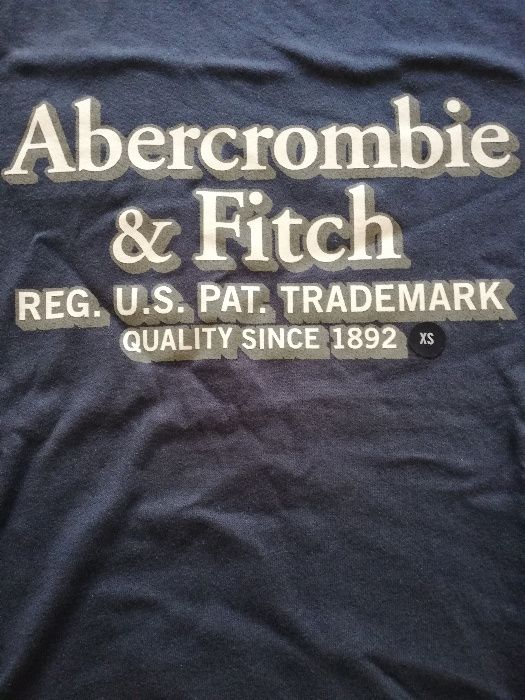 Abercrombie
& Fitch
REG. U.S. PAT. TRADEMARK
QUALITY SINCE 1892 XS